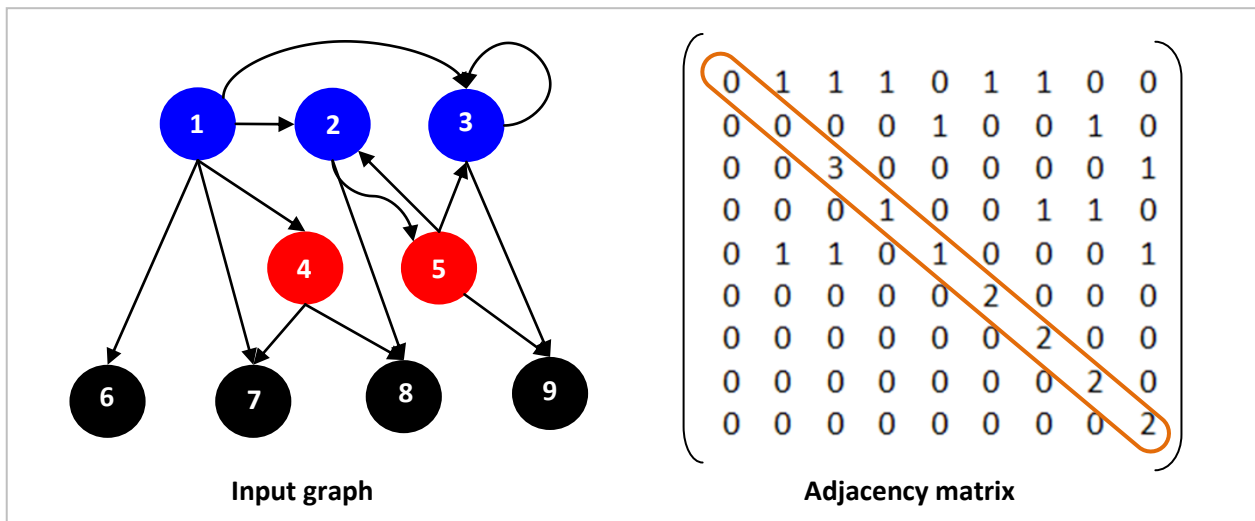 1 2 3
4 5
6 7 8 9
Input graph
0 1 1 1 0 1 1 0 0
0 0 0 0 1 0 0 1 0
0 0 3 0 0 0 0 0 1
0 0 0 1 0 0 1 1 0
0 1 1 0 1 0 0 0 1
0 0 0 0 0 2 0 0 0
0 0 0 0 0 0 2 0 0
0 0 0 0 0 0 0 2 0
0 0 0 0 0 0 0 0 2
Adjacency matrix